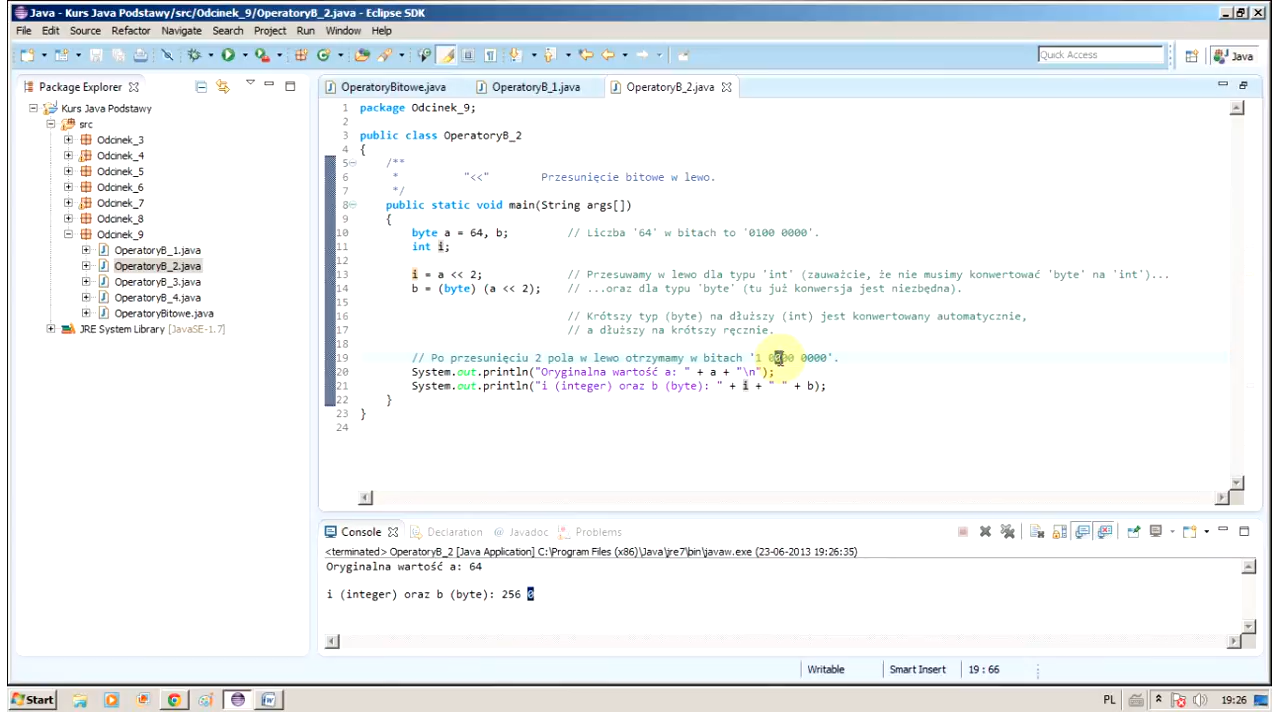 Java - Kurs Java Podstawy/src/Odcinek_9/OperatoryB_2.java - Eclipse SDK
File Edit Source Refactor Navigate Search Project Run Window Help
Quick Access
Java
Package Explorer
Kurs Java Podstawy
src
Odcinek_3
Odcinek_4
Odcinek_5
Odcinek_6
Odcinek_7
Odcinek_8
Odcinek_9
OperatoryB_1.java
OperatoryB_2.java
OperatoryB_3.java
OperatoryB_4.java
OperatoryBitowe.java
JRE System Library [JavaSE-1.7]
OperatoryBitowe.java OperatoryB_1.java OperatoryB_2.java
1 package Odcinek_9;
2
3 public class OperatoryB_2
4 {
5 /**
6 * "<<" Przesunięcie bitowe w lewo.
7 */
8 public static void main(String args[])
9 {
10 byte a = 64, b; // Liczba '64' w bitach to '0100 0000'.
11 int i;
12
13 i = a << 2; // Przesuwamy w lewo dla typu 'int' (zauważcie, że nie musimy konwertować 'byte' na 'int')...
14 b = (byte) (a << 2); // ...oraz dla typu 'byte' (tu już konwersja jest niezbędna).
15
16 // Krótszy typ (byte) na dłuższy (int) jest konwertowany automatycznie,
17 // a dłuższy na krótszy ręcznie.
18
19 // Po przesunięciu 2 pola w lewo otrzymamy w bitach '1 0000 0000'.
20 System.out.println("Oryginalna wartość a: " + a + "\n");
21 System.out.println("i (integer) oraz b (byte): " + i + " " + b);
22 }
23 }
24
Console Declaration @ Javadoc Problems
<terminated> OperatoryB_2 [Java Application] C:\Program Files (x86)\Java\jre7\bin\javaw.exe (23-06-2013 19:26:35)
Oryginalna wartość a: 64
i (integer) oraz b (byte): 256 0
Writable Smart Insert 19 : 66
Start PL 19:26